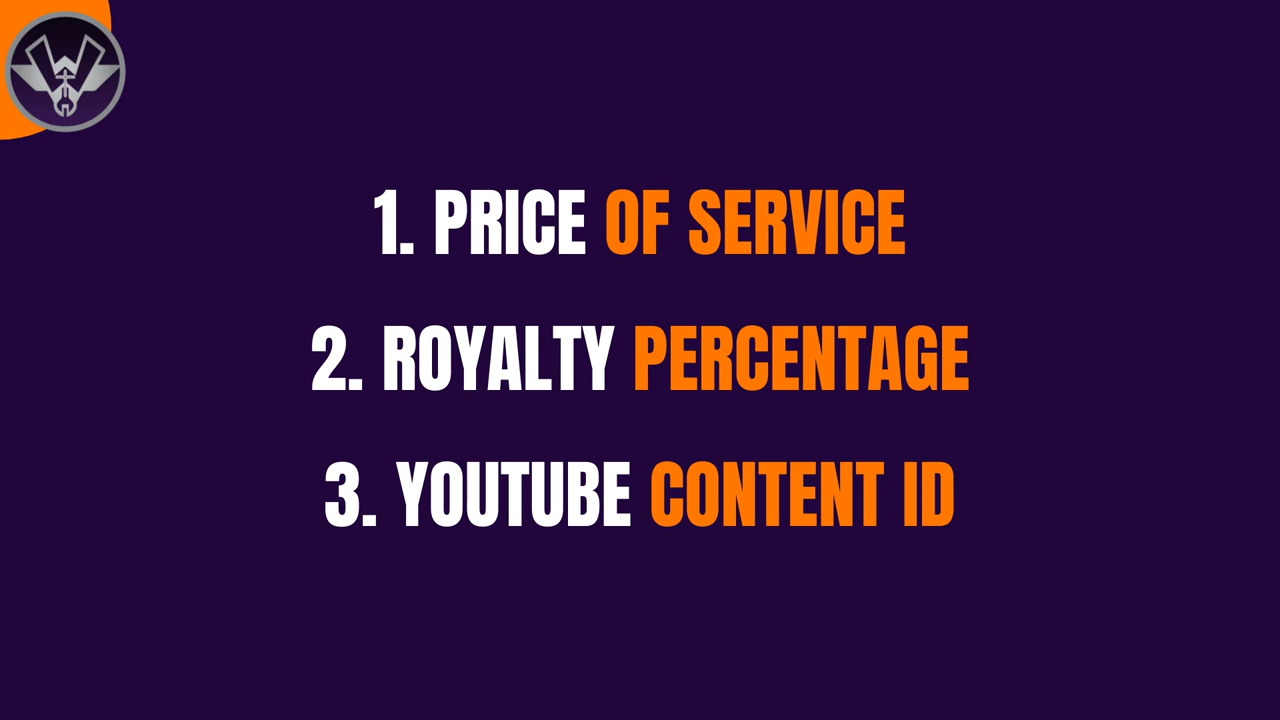 1. PRICE OF SERVICE
2. ROYALTY PERCENTAGE
3. YOUTUBE CONTENT ID